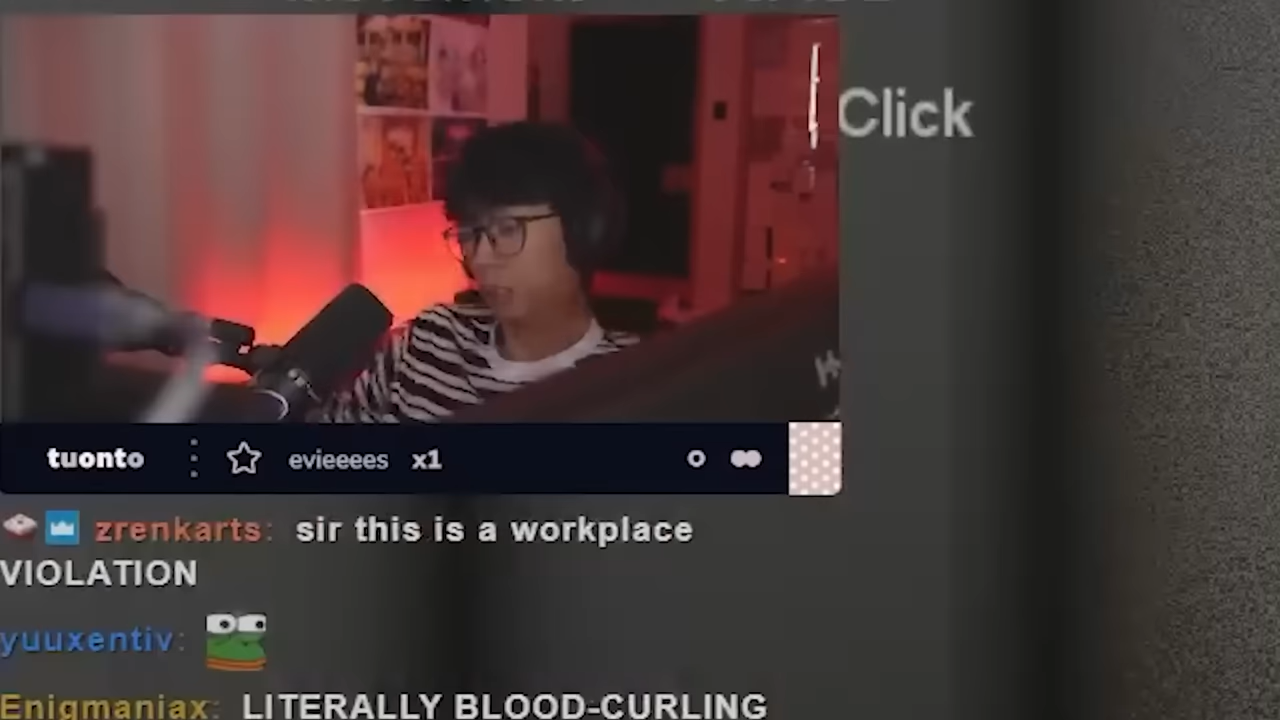 Click
tuonto evieeees x1
zrenkarts: sir this is a workplace
VIOLATION
yuuxentiv:
Enigmaniax: LITERALLY BLOOD-CURLING